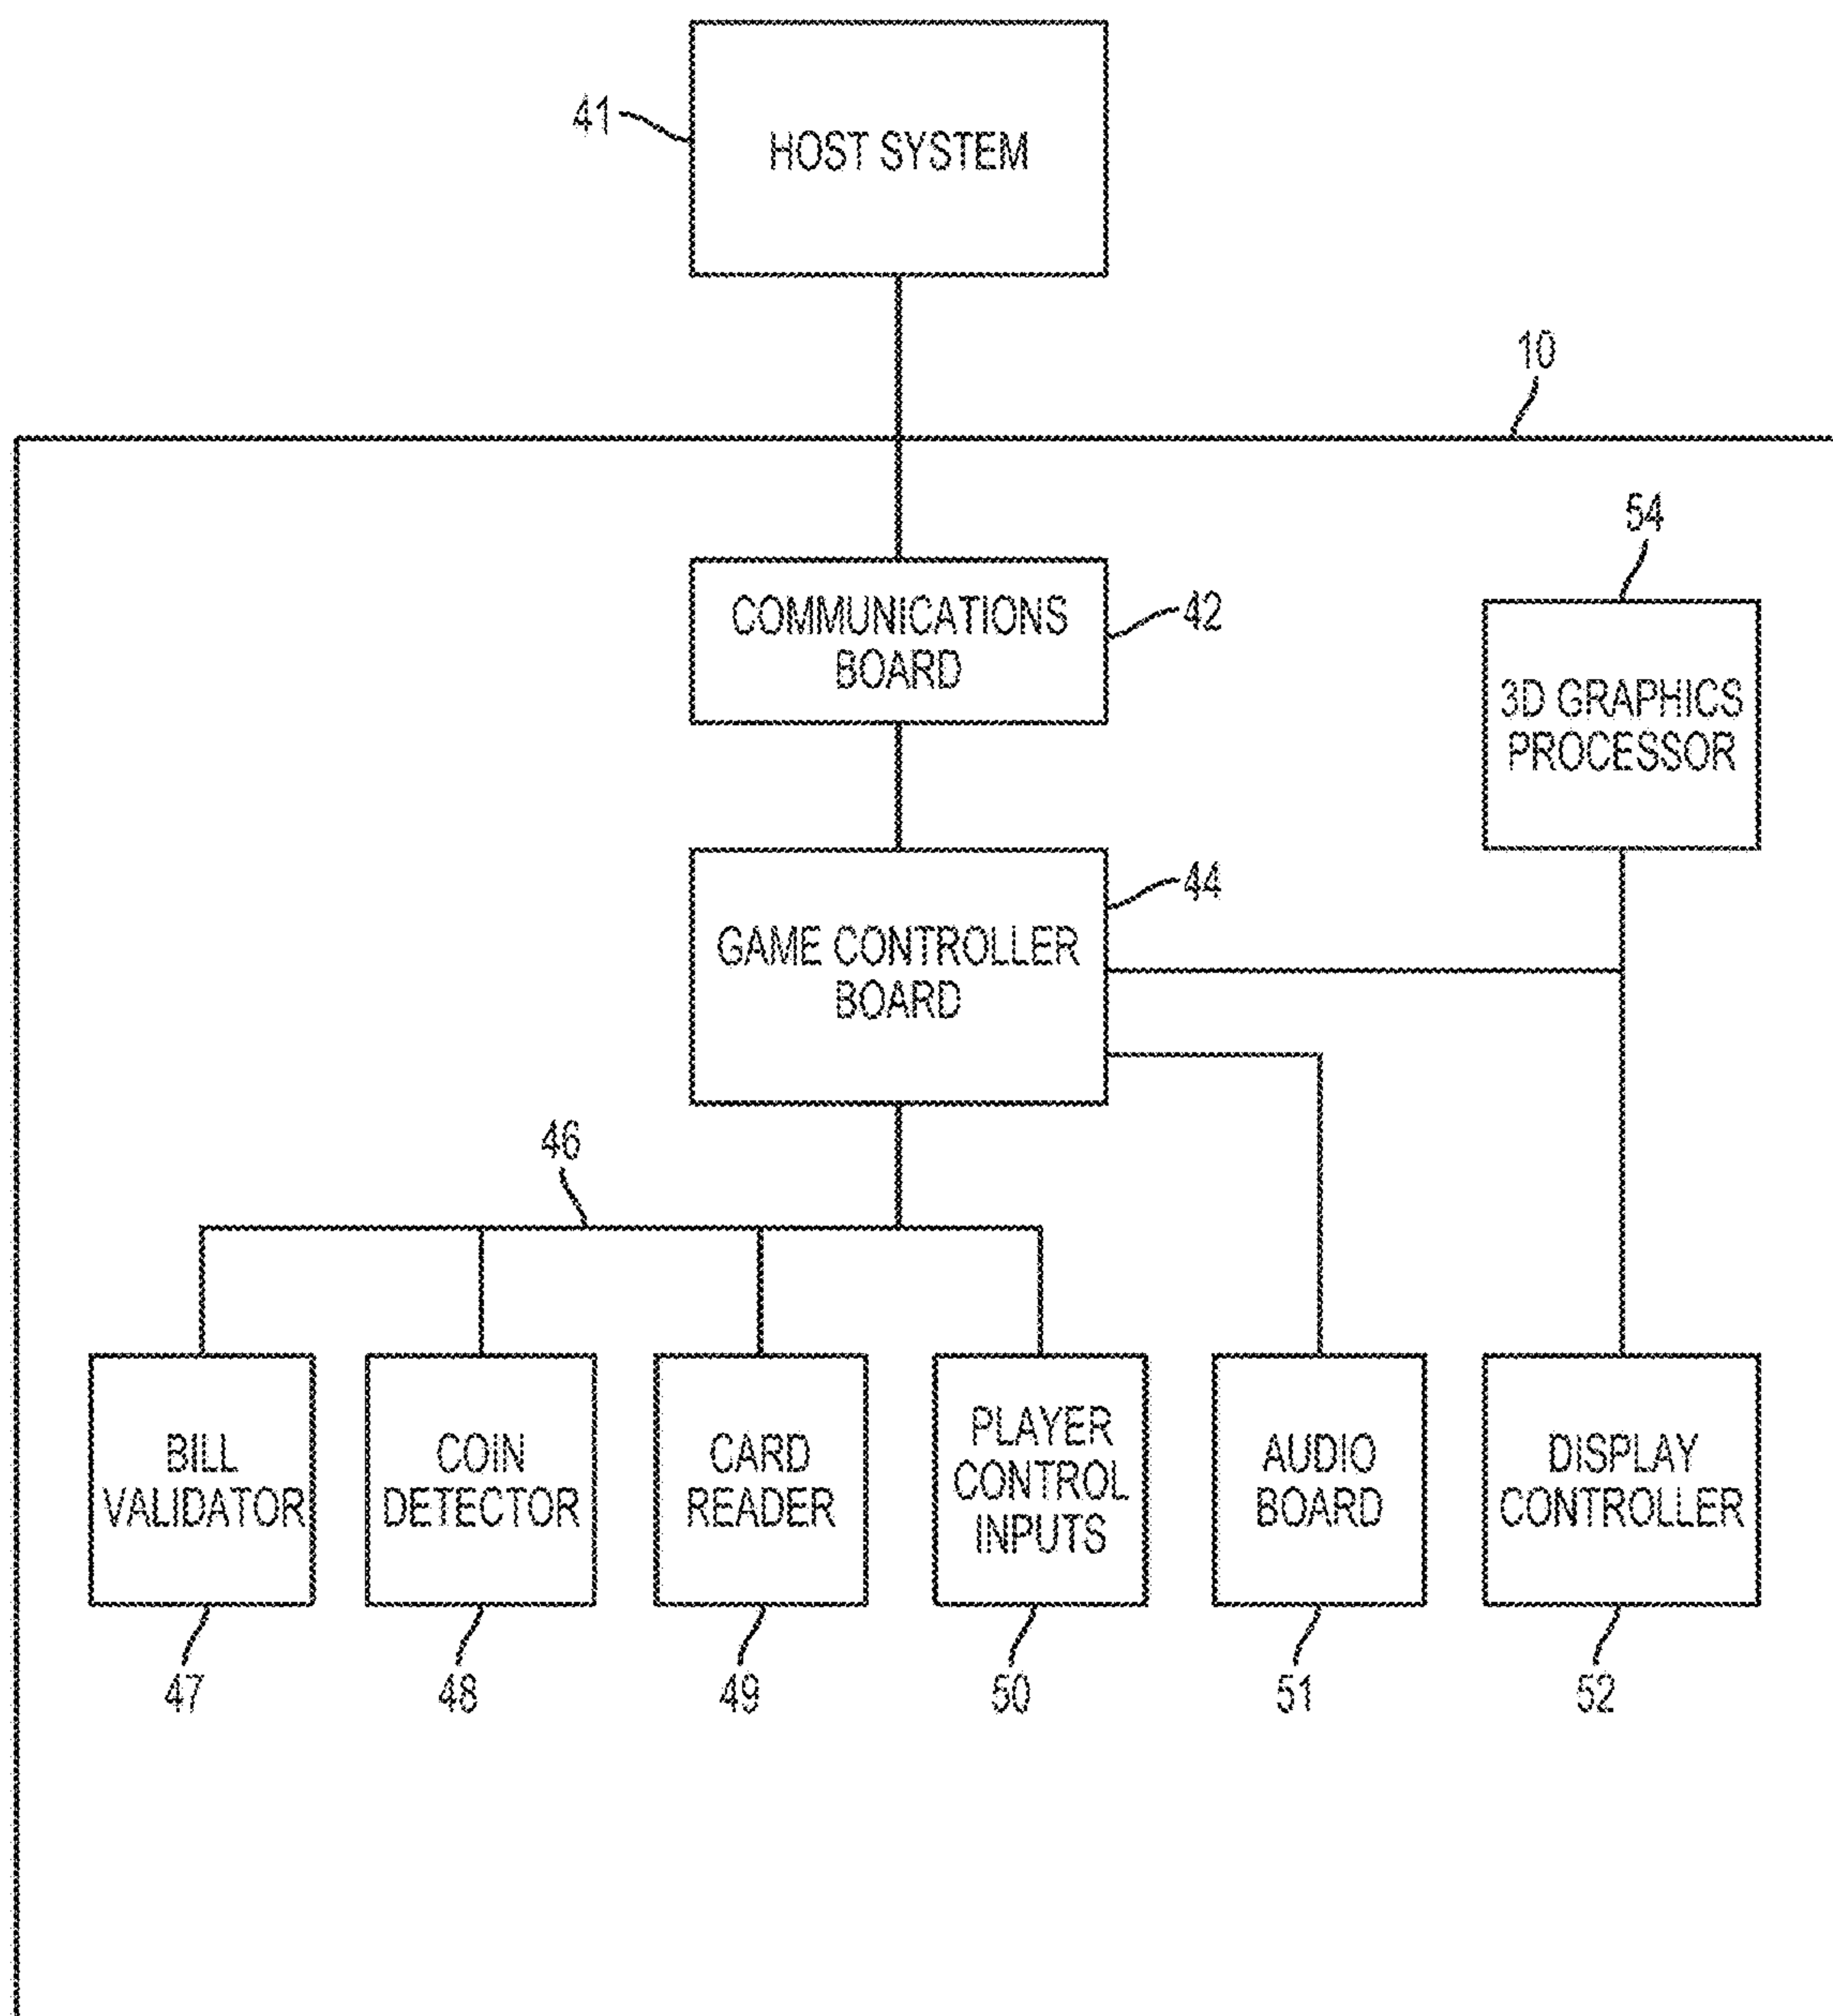 41
HOST SYSTEM
10
54
COMMUNICATIONS
BOARD
42
3D GRAPHICS
PROCESSOR
44
GAME CONTROLLER
BOARD
46
BILL
VALIDATOR
COIN
DETECTOR
CARD
READER
PLAYER
CONTROL
INPUTS
AUDIO
BOARD
DISPLAY
CONTROLLER
47
48
49
50
51
52